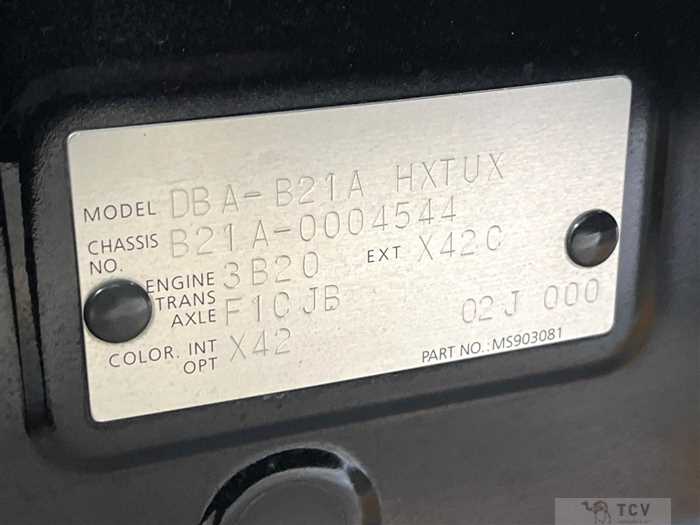 MODEL DBA-B21A HXTUX
CHASSIS NO. B21A-0004544
ENGINE 3B20 EXT X42C
TRANS AXLE F1CJB 02J 000
COLOR. INT OPT X42
PART NO.: MS903081
TCV